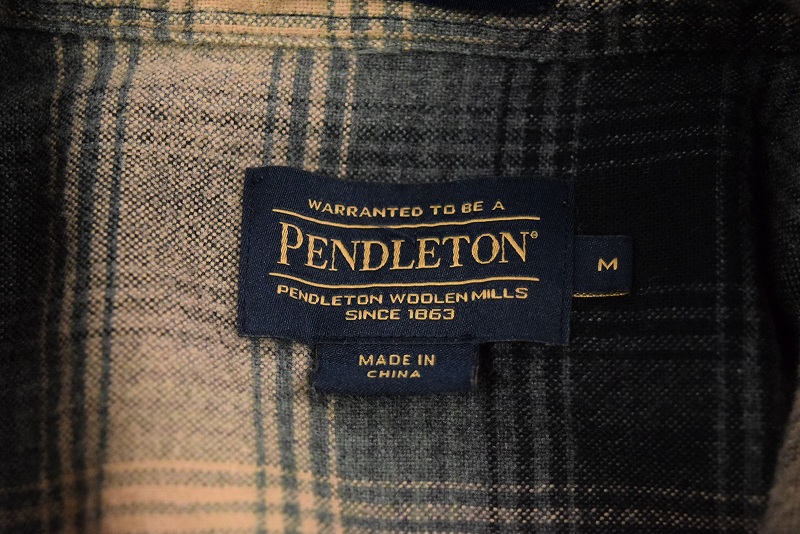 WARRANTED TO BE A
PENDLETON®
PENDLETON WOOLEN MILLS
SINCE 1863
M
MADE IN
CHINA